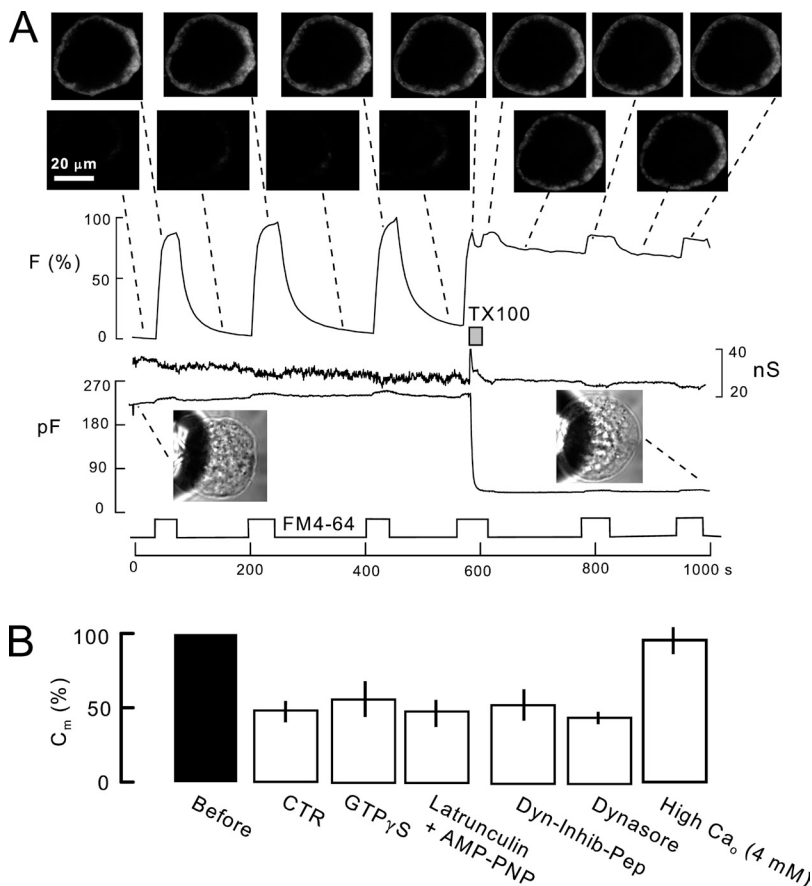 A
20 μm
100
F (%)
50
0
TX100
40
nS
20
270
180
pF
90
0
FM4-64
0 200 400 600 800 1000 s
B
100
50
0
Cm (%)
Before
CTR
GTPγS
Latrunculin
+ AMP-PNP
Dyn-Inhib-Pep
Dynasore
High Cao (4 mM)